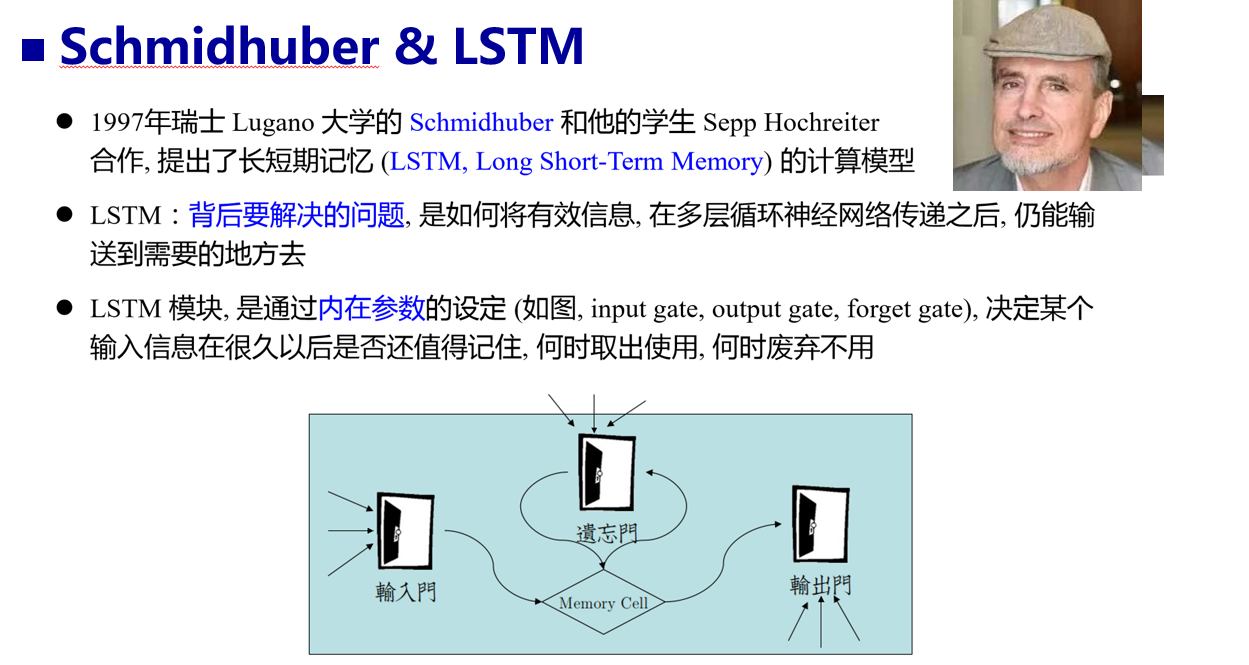 Schmidhuber & LSTM
1997年瑞士 Lugano 大学的 Schmidhuber 和他的学生 Sepp Hochreiter
合作, 提出了长短期记忆 (LSTM, Long Short-Term Memory) 的计算模型
LSTM：背后要解决的问题, 是如何将有效信息, 在多层循环神经网络传递之后, 仍能输
送到需要的地方去
LSTM 模块, 是通过内在参数的设定 (如图, input gate, output gate, forget gate), 决定某个
输入信息在很久以后是否还值得记住, 何时取出使用, 何时废弃不用
遺忘門
輸入門
輸出門
Memory Cell